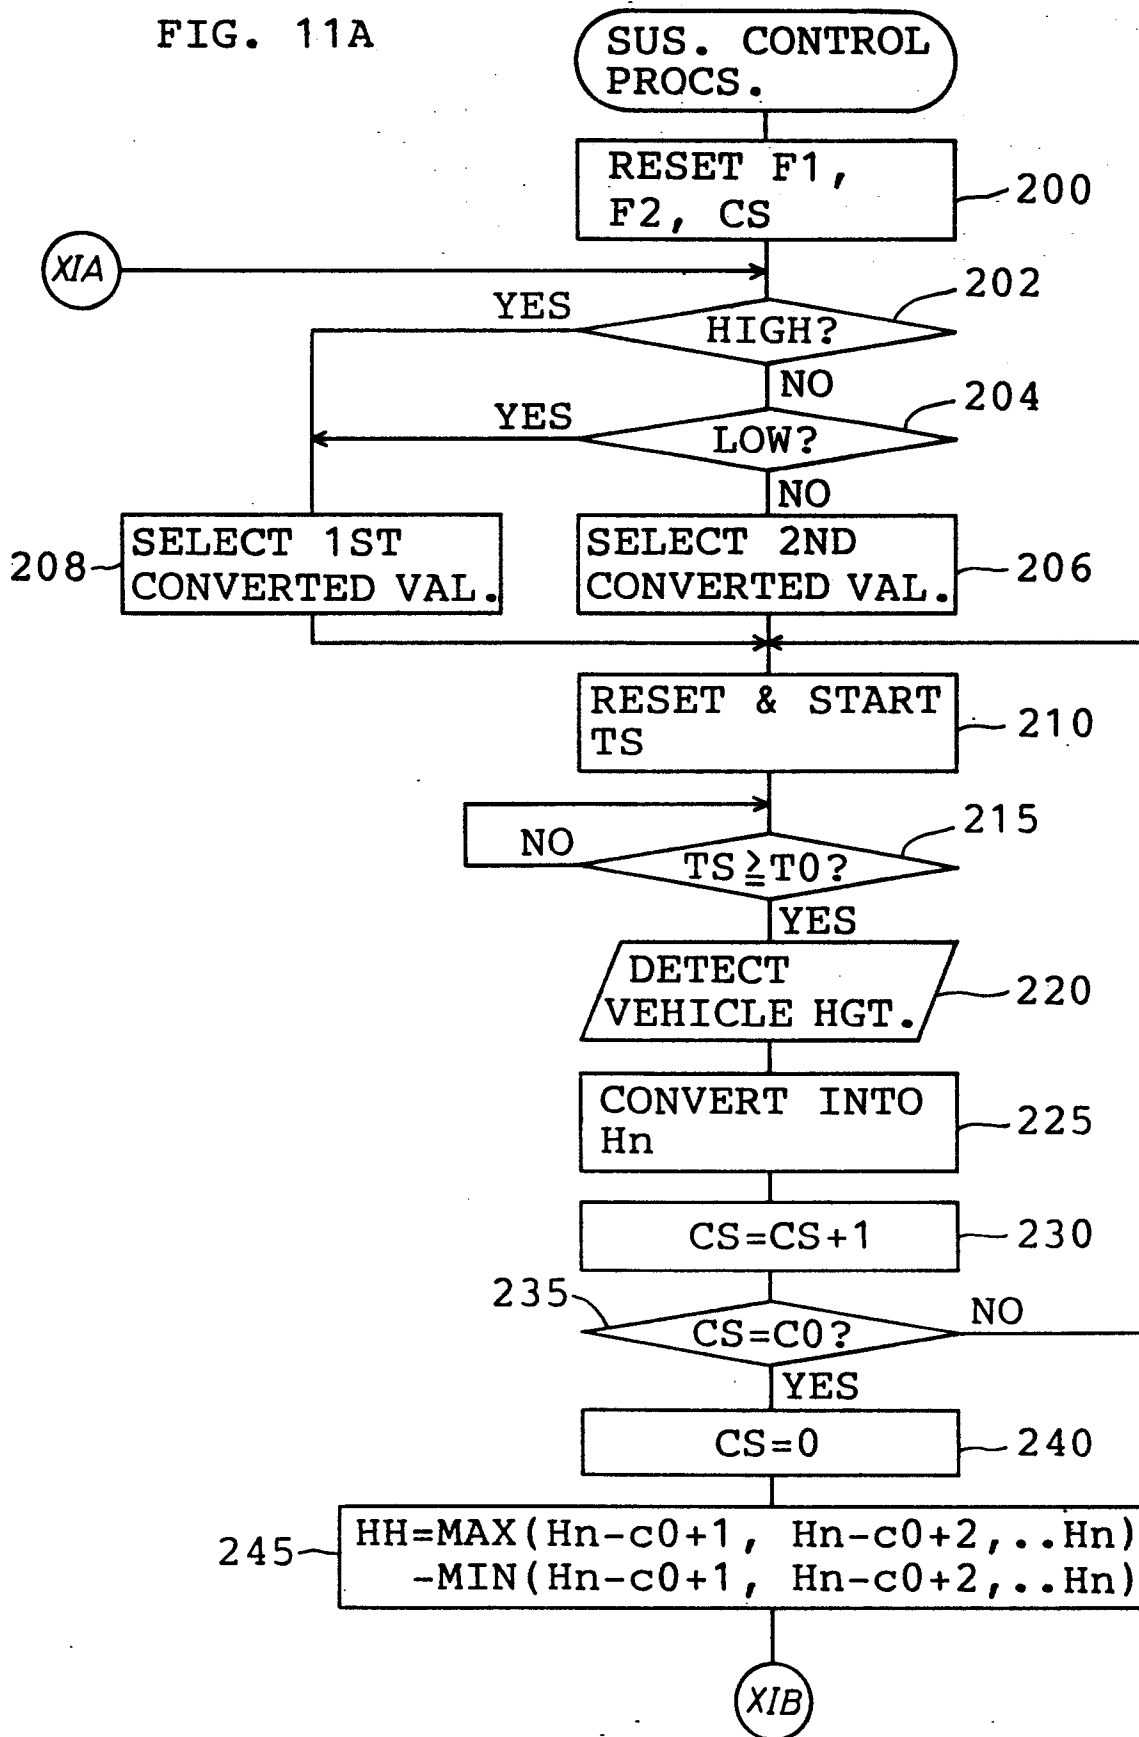 FIG. 11A
SUS. CONTROL
PROCS.
RESET F1,
F2, CS
200
XIA
202
YES
HIGH?
NO
204
YES
LOW?
NO
208
SELECT 1ST
CONVERTED VAL.
SELECT 2ND
CONVERTED VAL.
206
RESET & START
TS
210
215
NO
TS≧T0?
YES
DETECT
VEHICLE HGT.
220
CONVERT INTO
Hn
225
CS=CS+1
230
235
CS=C0?
NO
YES
CS=0
240
245
HH=MAX(Hn-c0+1, Hn-c0+2,..Hn)
-MIN(Hn-c0+1, Hn-c0+2,..Hn)
XIB